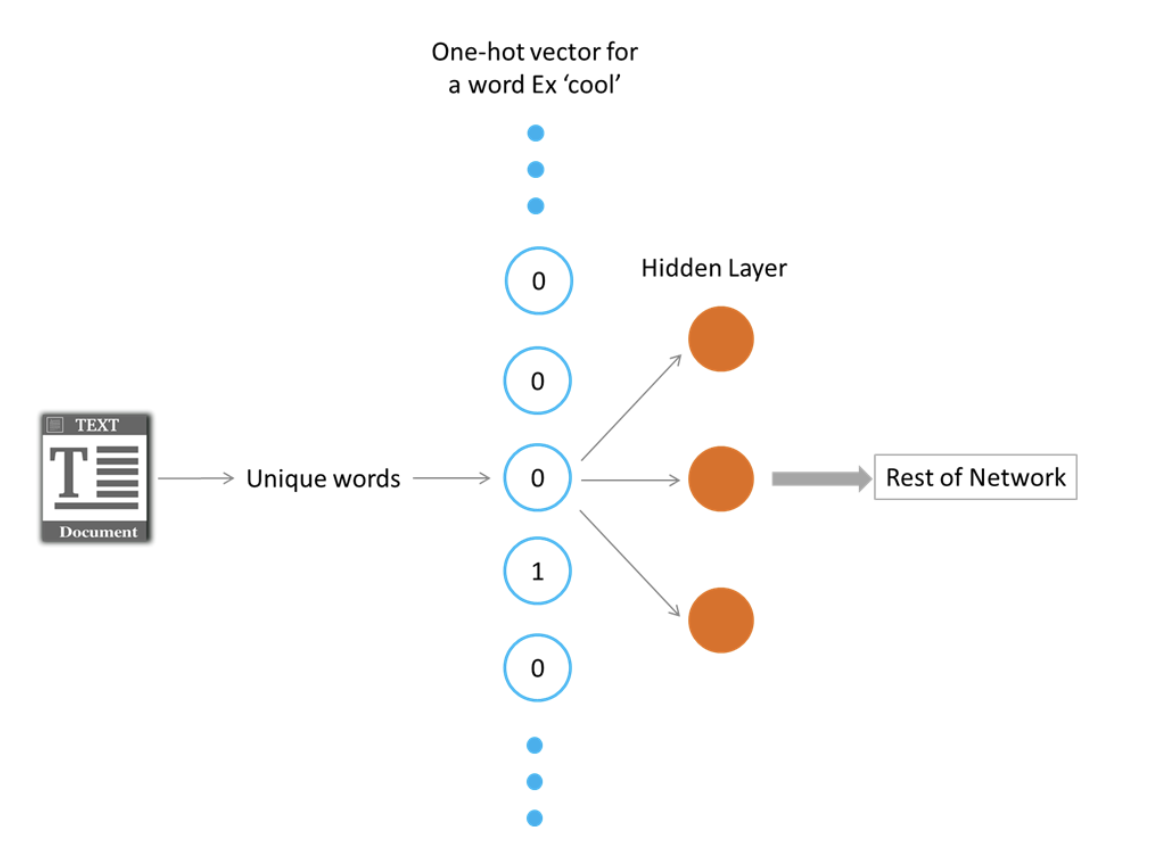 One-hot vector for
a word Ex ‘cool’
0
Hidden Layer
0
TEXT
T
Document
Unique words
0
Rest of Network
1
0